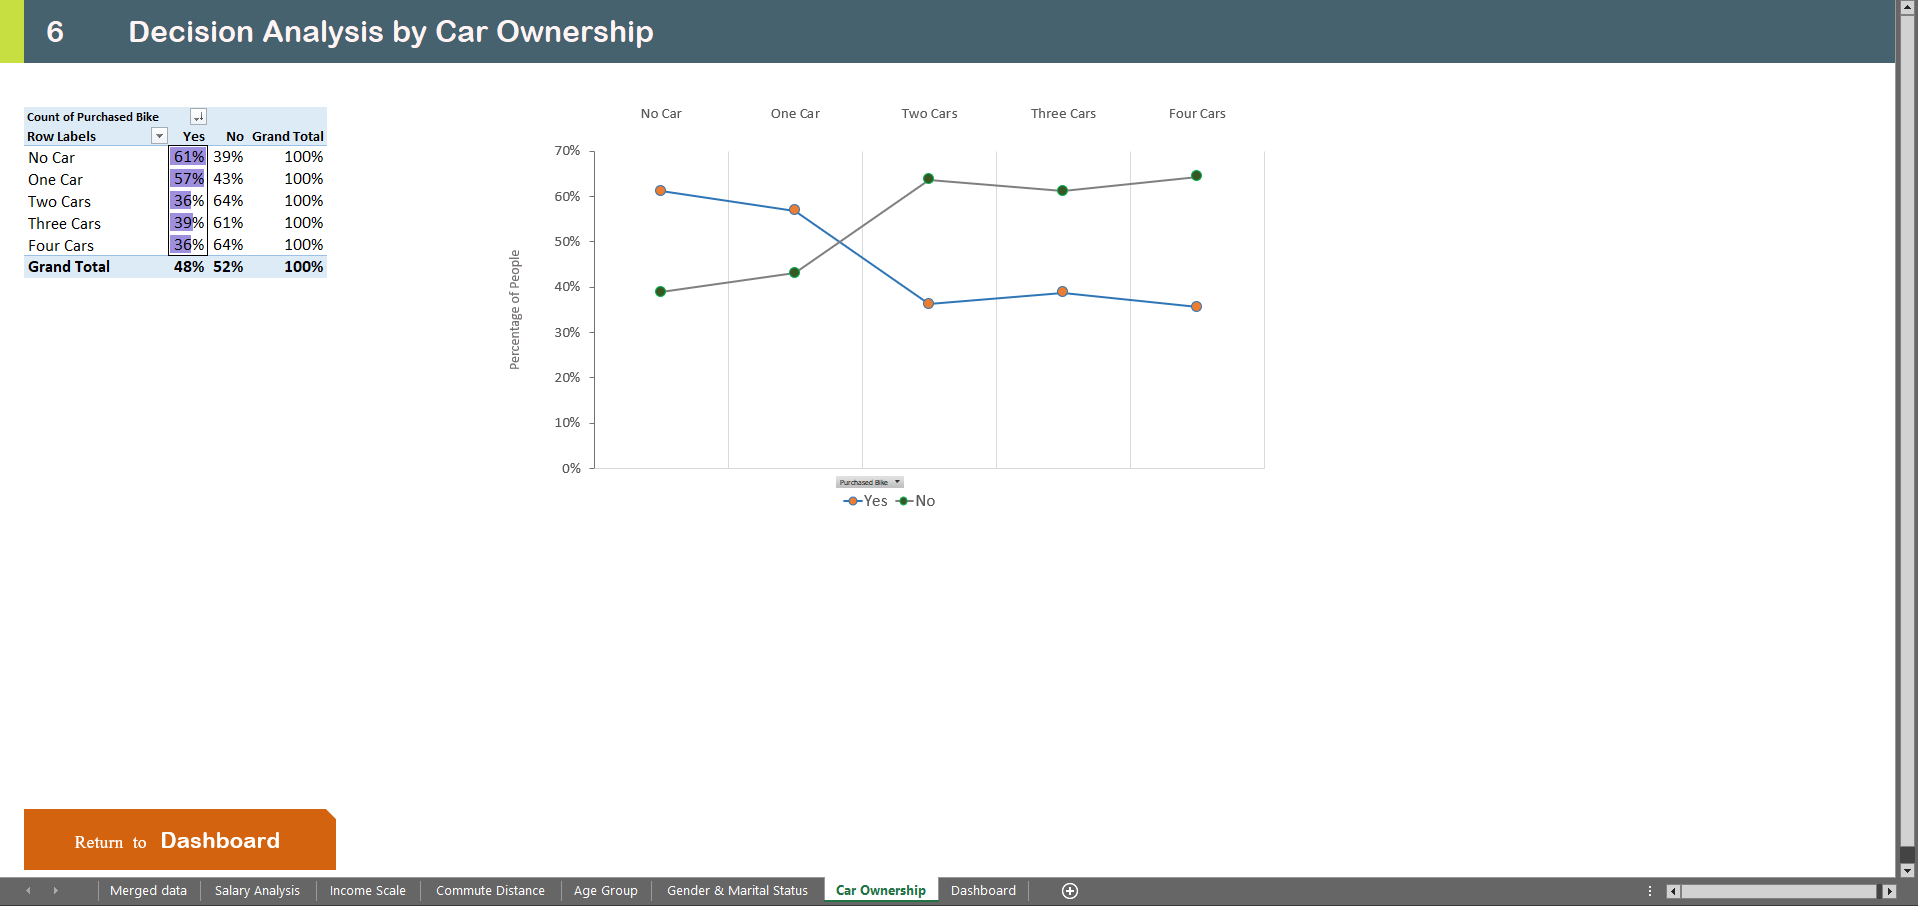 6 Decision Analysis by Car Ownership
Count of Purchased Bike
Row Labels Yes No Grand Total
No Car 61% 39% 100%
One Car 57% 43% 100%
Two Cars 36% 64% 100%
Three Cars 39% 61% 100%
Four Cars 36% 64% 100%
Grand Total 48% 52% 100%
No Car One Car Two Cars Three Cars Four Cars
70%
60%
50%
40%
30%
20%
10%
0%
Percentage of People
Purchased Bike
Yes No
Return to Dashboard
Merged data Salary Analysis Income Scale Commute Distance Age Group Gender & Marital Status Car Ownership Dashboard